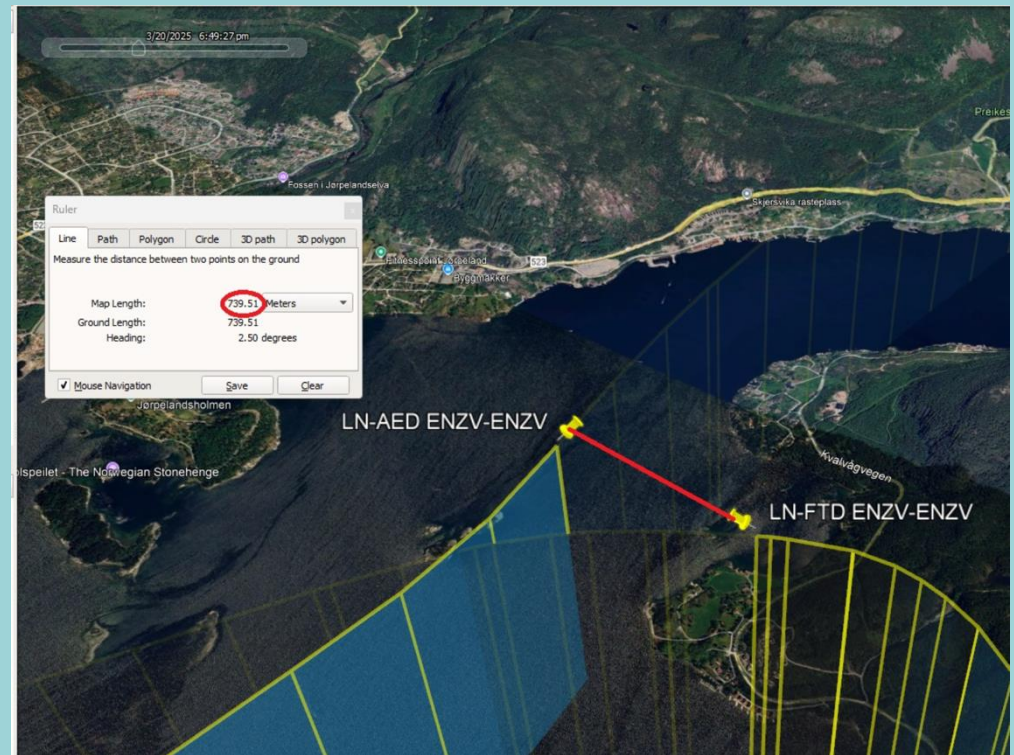 3/20/2025 6:49:27 pm
Preikes
Fossen i Jørpelandselva
Skjersvika rasteplass
Ruler
Line Path Polygon Circle 3D path 3D polygon
Measure the distance between two points on the ground
Map Length: 739.51 Meters
Ground Length: 739.51
Heading: 2.50 degrees
Mouse Navigation Save Clear
523
Byggmakker
Jørpelandsholmen
LN-AED ENZV-ENZV
Kvalvågvegen
olspeilet - The Norwegian Stonehenge
LN-FTD ENZV-ENZV